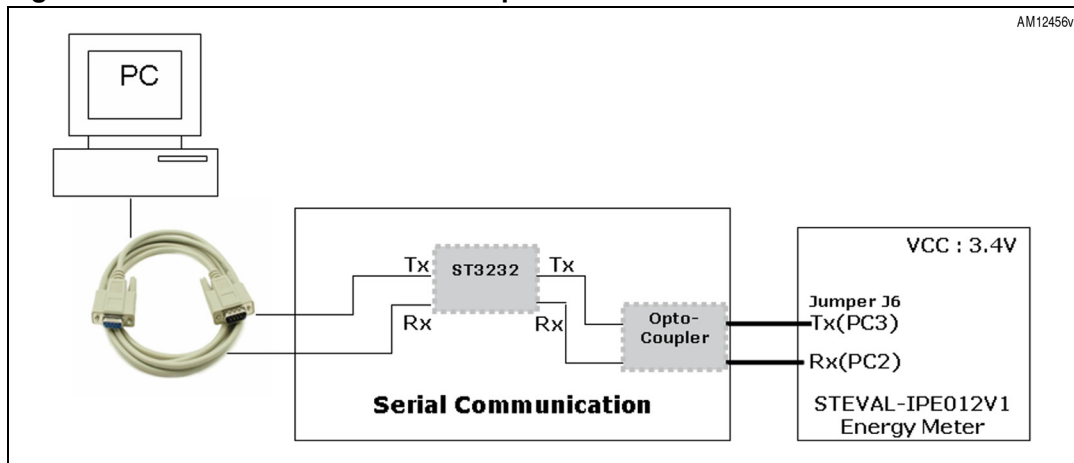 AM12456v
PC
VCC : 3.4V
Tx
ST3232
Tx
Rx
Rx
Opto-
Coupler
Jumper J6
Tx(PC3)
Rx(PC2)
Serial Communication
STEVAL-IPE012V1
Energy Meter